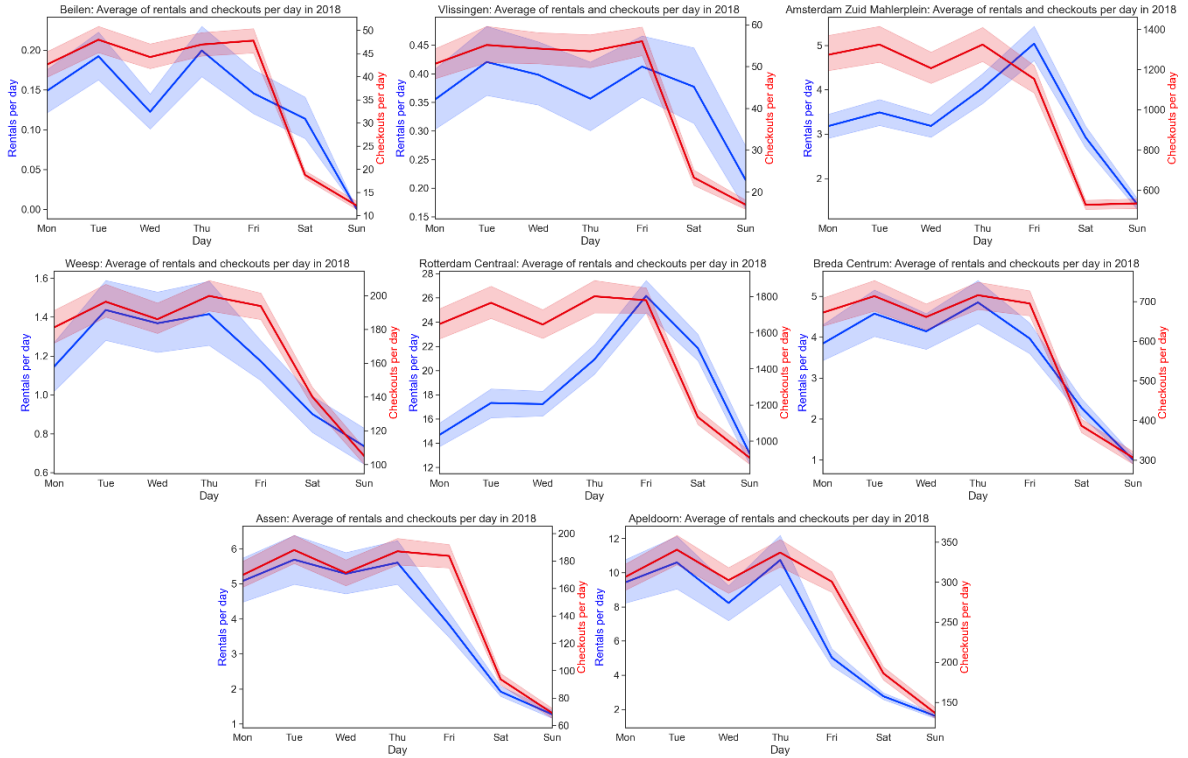 Beilen: Average of rentals and checkouts per day in 2018
Rentals per day
0.20
0.15
0.10
0.05
0.00
50
45
40
35
30
25
20
15
10
Checkouts per day
Mon Tue Wed Thu Fri Sat Sun
Day
Vlissingen: Average of rentals and checkouts per day in 2018
Rentals per day
0.45
0.40
0.35
0.30
0.25
0.20
0.15
60
50
40
30
20
Checkouts per day
Mon Tue Wed Thu Fri Sat Sun
Day
Amsterdam Zuid Mahlerplein: Average of rentals and checkouts per day in 2018
Rentals per day
5
4
3
2
1400
1200
1000
800
600
Checkouts per day
Mon Tue Wed Thu Fri Sat Sun
Day
Weesp: Average of rentals and checkouts per day in 2018
Rentals per day
1.6
1.4
1.2
1.0
0.8
0.6
200
180
160
140
120
100
Checkouts per day
Mon Tue Wed Thu Fri Sat Sun
Day
Rotterdam Centraal: Average of rentals and checkouts per day in 2018
Rentals per day
28
26
24
22
20
18
16
14
12
1800
1600
1400
1200
1000
Checkouts per day
Mon Tue Wed Thu Fri Sat Sun
Day
Breda Centrum: Average of rentals and checkouts per day in 2018
Rentals per day
5
4
3
2
1
700
600
500
400
300
Checkouts per day
Mon Tue Wed Thu Fri Sat Sun
Day
Assen: Average of rentals and checkouts per day in 2018
Rentals per day
6
5
4
3
2
1
200
180
160
140
120
100
80
60
Checkouts per day
Mon Tue Wed Thu Fri Sat Sun
Day
Apeldoorn: Average of rentals and checkouts per day in 2018
Rentals per day
12
10
8
6
4
2
350
300
250
200
150
Checkouts per day
Mon Tue Wed Thu Fri Sat Sun
Day